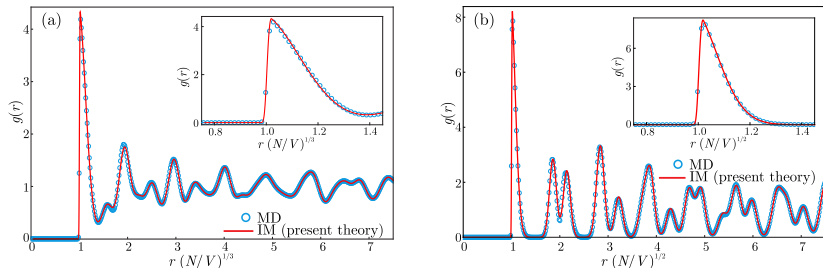 (a)
4
3
2
1
0
g(r)
0 1 2 3 4 5 6 7
r (N/V)^{1/3}
MD
IM (present theory)
4
2
0
g(r)
0.8 1.0 1.2 1.4
r (N/V)^{1/3}
(b)
8
6
4
2
0
g(r)
0 1 2 3 4 5 6 7
r (N/V)^{1/2}
MD
IM (present theory)
6
3
0
g(r)
0.8 1.0 1.2 1.4
r (N/V)^{1/2}